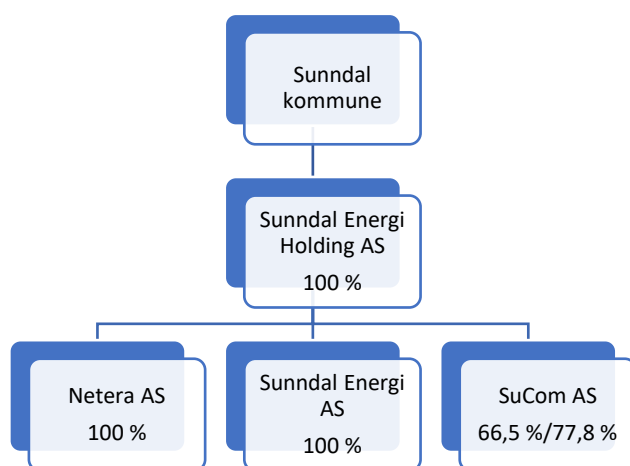 Sunndal
kommune
Sunndal Energi
Holding AS
100 %
Netera AS
100 %
Sunndal Energi
AS
100 %
SuCom AS
66,5 %/77,8 %